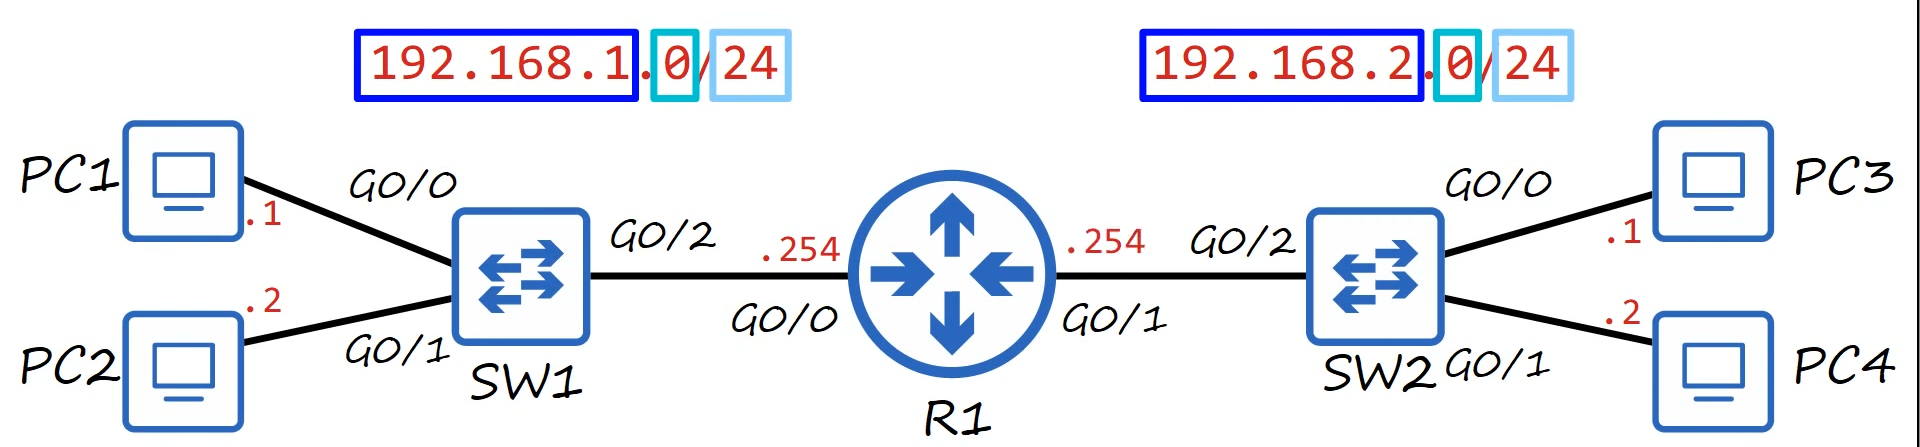 192.168.1.0/24
192.168.2.0/24
PC1
.1
G0/0
G0/2
.254
.254
G0/2
G0/0
.1
PC3
PC2
.2
G0/1
SW1
G0/0
R1
G0/1
SW2
G0/1
.2
PC4